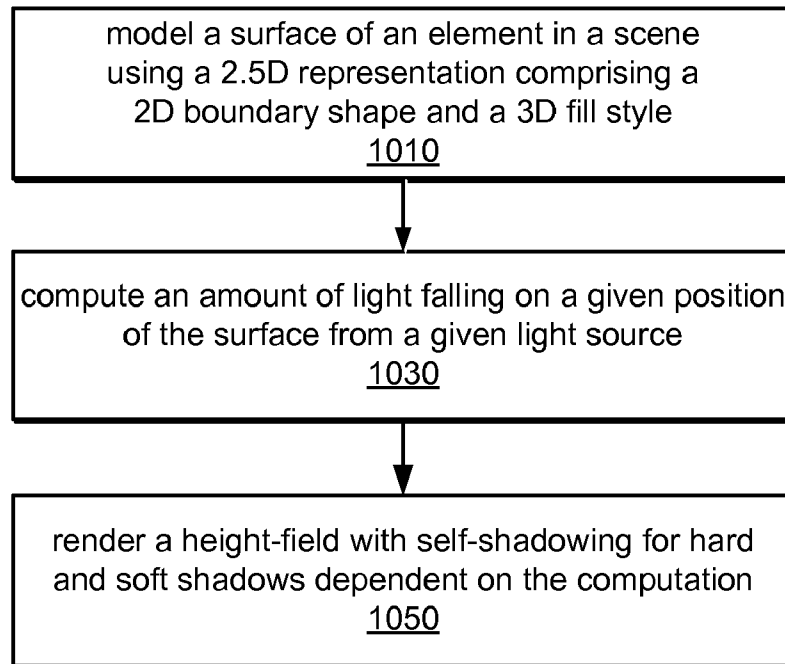 model a surface of an element in a scene
using a 2.5D representation comprising a
2D boundary shape and a 3D fill style
1010
compute an amount of light falling on a given position
of the surface from a given light source
1030
render a height-field with self-shadowing for hard
and soft shadows dependent on the computation
1050